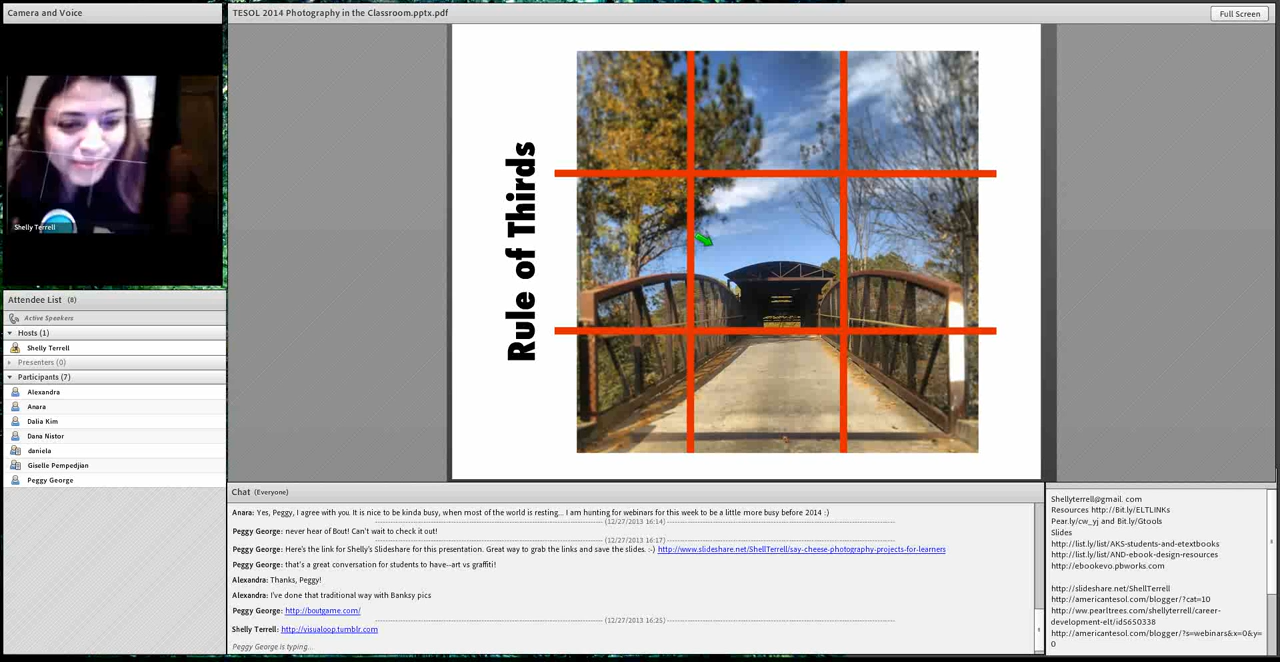 Camera and Voice
Shelly Terrell
Attendee List (8)
Active Speakers
Hosts (1)
Shelly Terrell
Presenters (0)
Participants (7)
Alexandra
Anara
Dalia Kim
Dana Nistor
daniela
Giselle Pempedjian
Peggy George
TESOL 2014 Photography in the Classroom.pptx.pdf
Full Screen
Rule of Thirds
Chat (Everyone)
Anara: Yes, Peggy, I agree with you. It is nice to be kinda busy, when most of the world is resting... I am hunting for webinars for this week to be a little more busy before 2014 :)
(12/27/2013 16:14)
Peggy George: never hear of Bout! Can't wait to check it out!
(12/27/2013 16:17)
Peggy George: Here's the link for Shelly's Slideshare for this presentation. Great way to grab the links and save the slides. :-) http://www.slideshare.net/ShellTerrell/say-cheese-photography-projects-for-learners
Peggy George: that's a great conversation for students to have--art vs graffiti!
Alexandra: Thanks, Peggy!
Alexandra: I've done that traditional way with Banksy pics
Peggy George: http://boutgame.com/
(12/27/2013 16:25)
Shelly Terrell: http://visualoop.tumblr.com
Peggy George is typing...
Shellyterrell@gmail. com
Resources http://Bit.ly/ELTLINKs
Pear.ly/cw_yj and Bit.ly/Gtools
Slides
http://list.ly/list/AKS-students-and-etextbooks
http://list.ly/list/AND-ebook-design-resources
http://ebookevo.pbworks.com
http://slideshare.net/ShellTerrell
http://americantesol.com/blogger/?cat=10
http://ww.pearltrees.com/shellyterrell/career-
development-elt/id5650338
http://americantesol.com/blogger/?s=webinars&x=0&y=
0